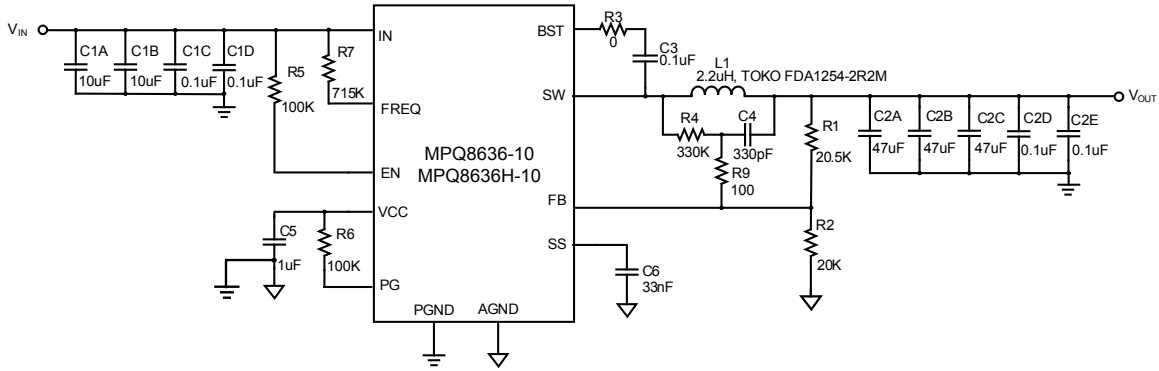 VIN
C1A
10uF
C1B
10uF
C1C
0.1uF
C1D
0.1uF
R5
100K
R7
715K
IN
FREQ
EN
VCC
PG
C5
1uF
R6
100K
MPQ8636-10
MPQ8636H-10
PGND
AGND
BST
SW
FB
SS
R3
0
C3
0.1uF
L1
2.2uH, TOKO FDA1254-2R2M
R4
330K
C4
330pF
R9
100
R1
20.5K
R2
20K
C6
33nF
C2A
47uF
C2B
47uF
C2C
47uF
C2D
0.1uF
C2E
0.1uF
VOUT